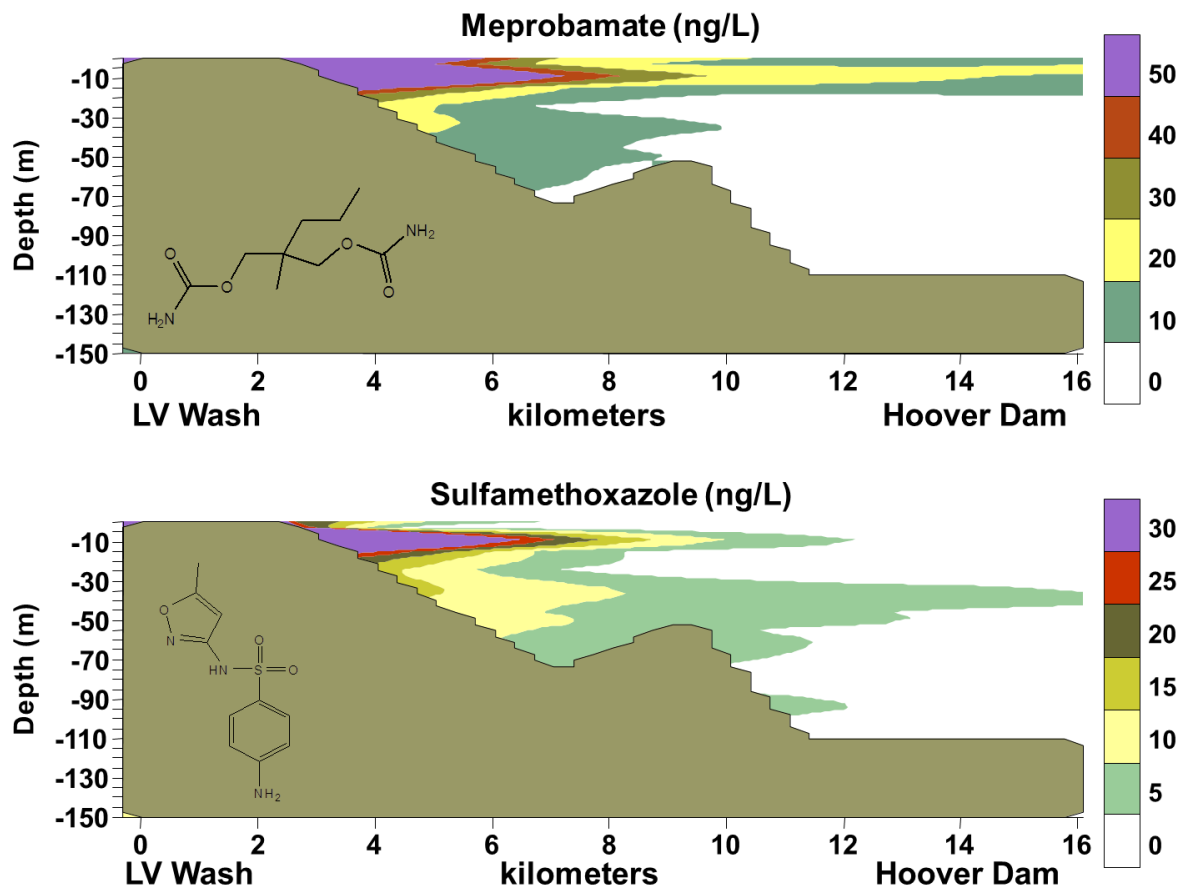 Meprobamate (ng/L)
Depth (m)
-10
-30
-50
-70
-90
-110
-130
-150
NH₂
O
O
O
O
H₂N
50
40
30
20
10
0
0 2 4 6 8 10 12 14 16
LV Wash kilometers Hoover Dam
Sulfamethoxazole (ng/L)
Depth (m)
-10
-30
-50
-70
-90
-110
-130
-150
O
N
O
HN S O
NH₂
30
25
20
15
10
5
0
0 2 4 6 8 10 12 14 16
LV Wash kilometers Hoover Dam